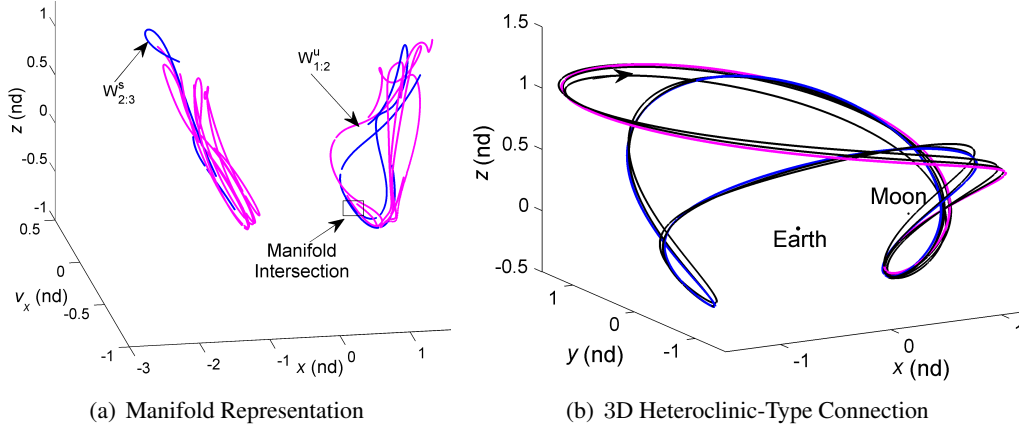 1
0.5
0
-0.5
-1
z (nd)
W^s_{2:3}
W^u_{1:2}
Manifold
Intersection
0.5
0
-0.5
-1
v_x (nd)
-3
-2
-1
0
1
x (nd)
(a) Manifold Representation
1.5
1
0.5
0
-0.5
z (nd)
Moon
Earth
1
0
-1
y (nd)
-1
0
1
x (nd)
(b) 3D Heteroclinic-Type Connection